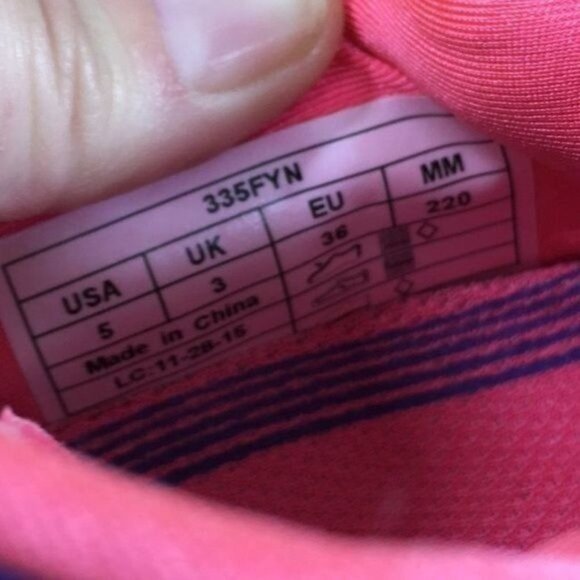 335FYN
USA UK EU MM
5 3 36 220
Made in China
LC:11-28-15